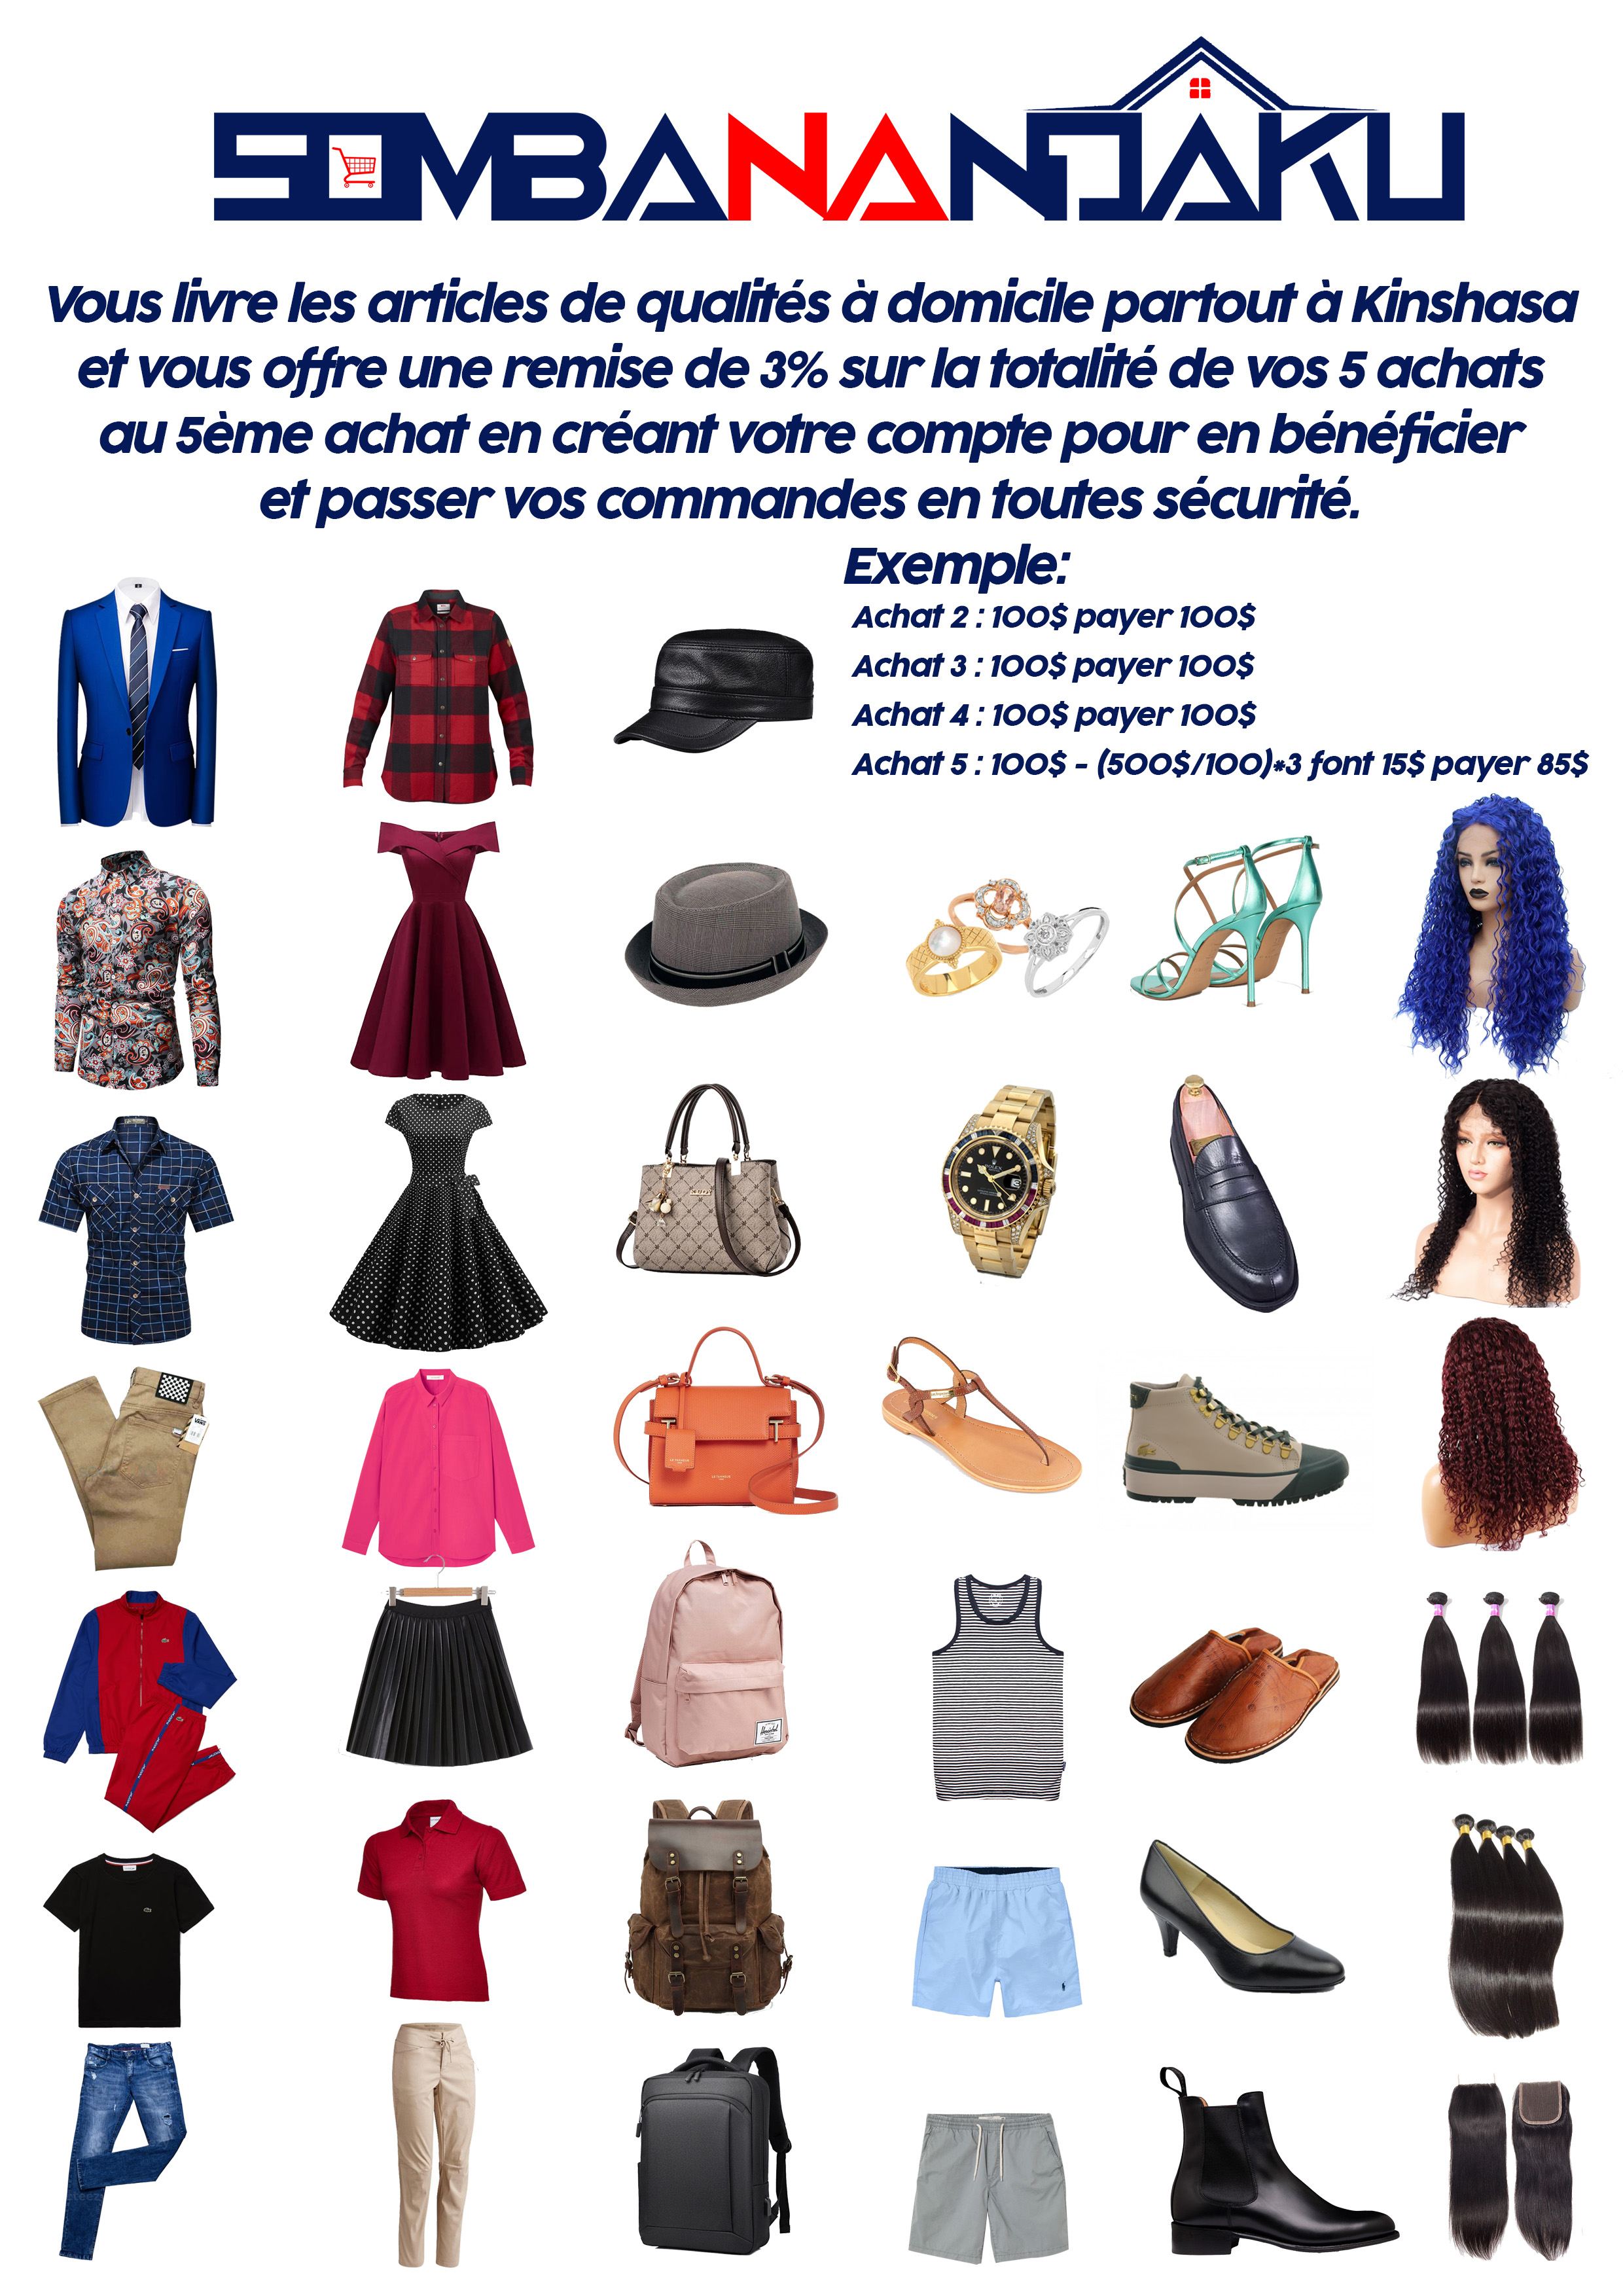 SOMBANANDAKU
Vous livre les articles de qualités à domicile partout à Kinshasa
et vous offre une remise de 3% sur la totalité de vos 5 achats
au 5ème achat en créant votre compte pour en bénéficier
et passer vos commandes en toutes sécurité.
Exemple:
Achat 2 : 100$ payer 100$
Achat 3 : 100$ payer 100$
Achat 4 : 100$ payer 100$
Achat 5 : 100$ - (500$/100)*3 font 15$ payer 85$
ROLEX
VANS
Herschel